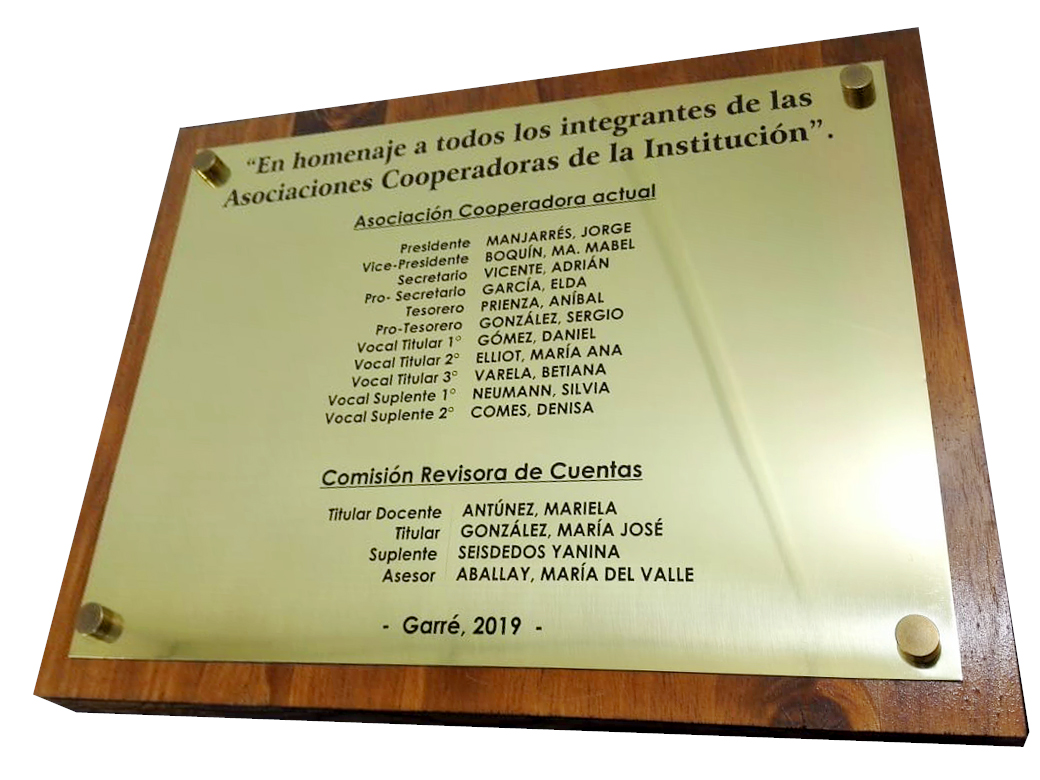 “En homenaje a todos los integrantes de las
Asociaciones Cooperadoras de la Institución”.
Asociación Cooperadora actual
Presidente MANJARRÉS, JORGE
Vice-Presidente BOQUÍN, MA. MABEL
Secretario VICENTE, ADRIÁN
Pro- Secretario GARCÍA, ELDA
Tesorero PRIENZA, ANÍBAL
Pro-Tesorero GONZÁLEZ, SERGIO
Vocal Titular 1° GÓMEZ, DANIEL
Vocal Titular 2° ELLIOT, MARÍA ANA
Vocal Titular 3° VARELA, BETIANA
Vocal Suplente 1° NEUMANN, SILVIA
Vocal Suplente 2° COMES, DENISA
Comisión Revisora de Cuentas
Titular Docente ANTÚNEZ, MARIELA
Titular GONZÁLEZ, MARÍA JOSÉ
Suplente SEISDEDOS YANINA
Asesor ABALLAY, MARÍA DEL VALLE
- Garré, 2019 -